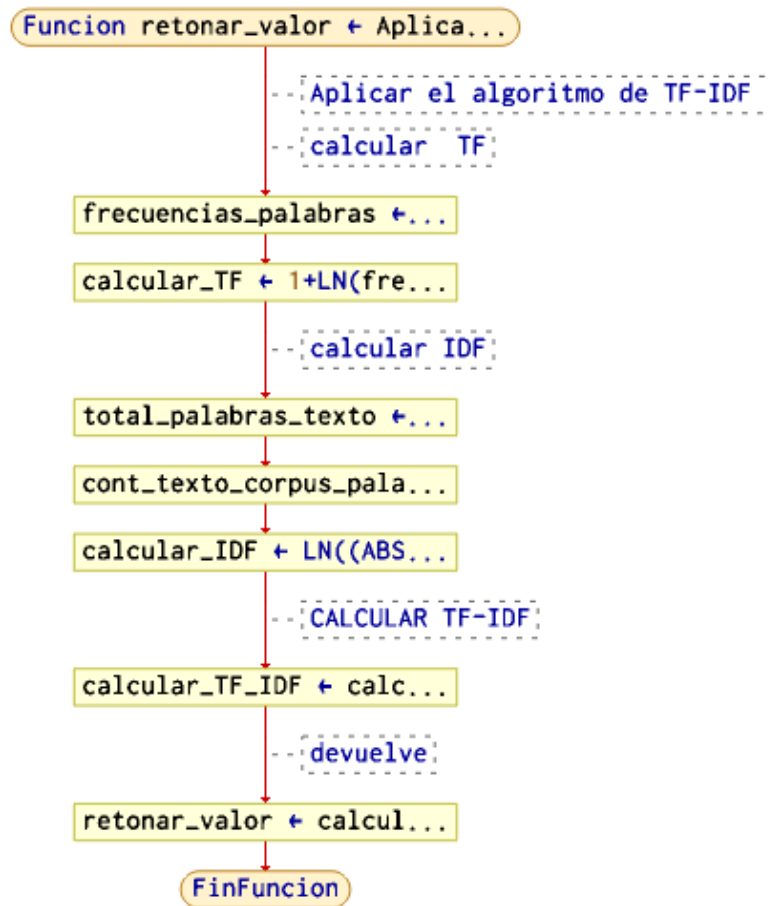 Funcion retonar_valor ← Aplica...
Aplicar el algoritmo de TF-IDF
calcular TF
frecuencias_palabras ←...
calcular_TF ← 1+LN(fre...
calcular IDF
total_palabras_texto ←...
cont_texto_corpus_pala...
calcular_IDF ← LN((ABS...
CALCULAR TF-IDF
calcular_TF_IDF ← calc...
devuelve
retonar_valor ← calcul...
FinFuncion